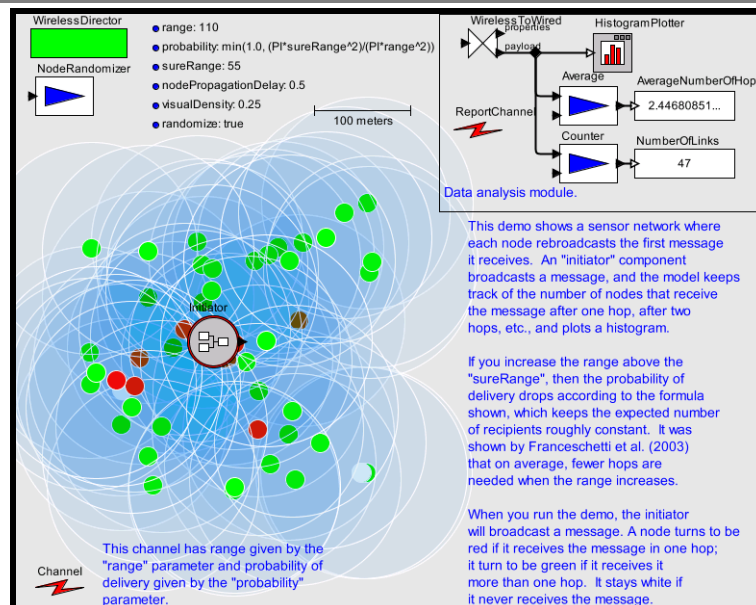 WirelessDirector
range: 110
probability: min(1.0, (PI*sureRange^2)/(PI*range^2))
sureRange: 55
nodePropagationDelay: 0.5
visualDensity: 0.25
randomize: true
NodeRandomizer
100 meters
WirelessToWired
properties
payload
HistogramPlotter
Average
AverageNumberOfHop
2.44680851...
ReportChannel
Counter
NumberOfLinks
47
Data analysis module.
Initiator
This demo shows a sensor network where
each node rebroadcasts the first message
it receives. An "initiator" component
broadcasts a message, and the model keeps
track of the number of nodes that receive
the message after one hop, after two
hops, etc., and plots a histogram.
If you increase the range above the
"sureRange", then the probability of
delivery drops according to the formula
shown, which keeps the expected number
of recipients roughly constant. It was
shown by Franceschetti et al. (2003)
that on average, fewer hops are
needed when the range increases.
When you run the demo, the initiator
will broadcast a message. A node turns to be
red if it receives the message in one hop;
it turn to be green if it receives it
more than one hop. It stays white if
it never receives the message.
Channel
This channel has range given by the
"range" parameter and probability of
delivery given by the "probability"
parameter.